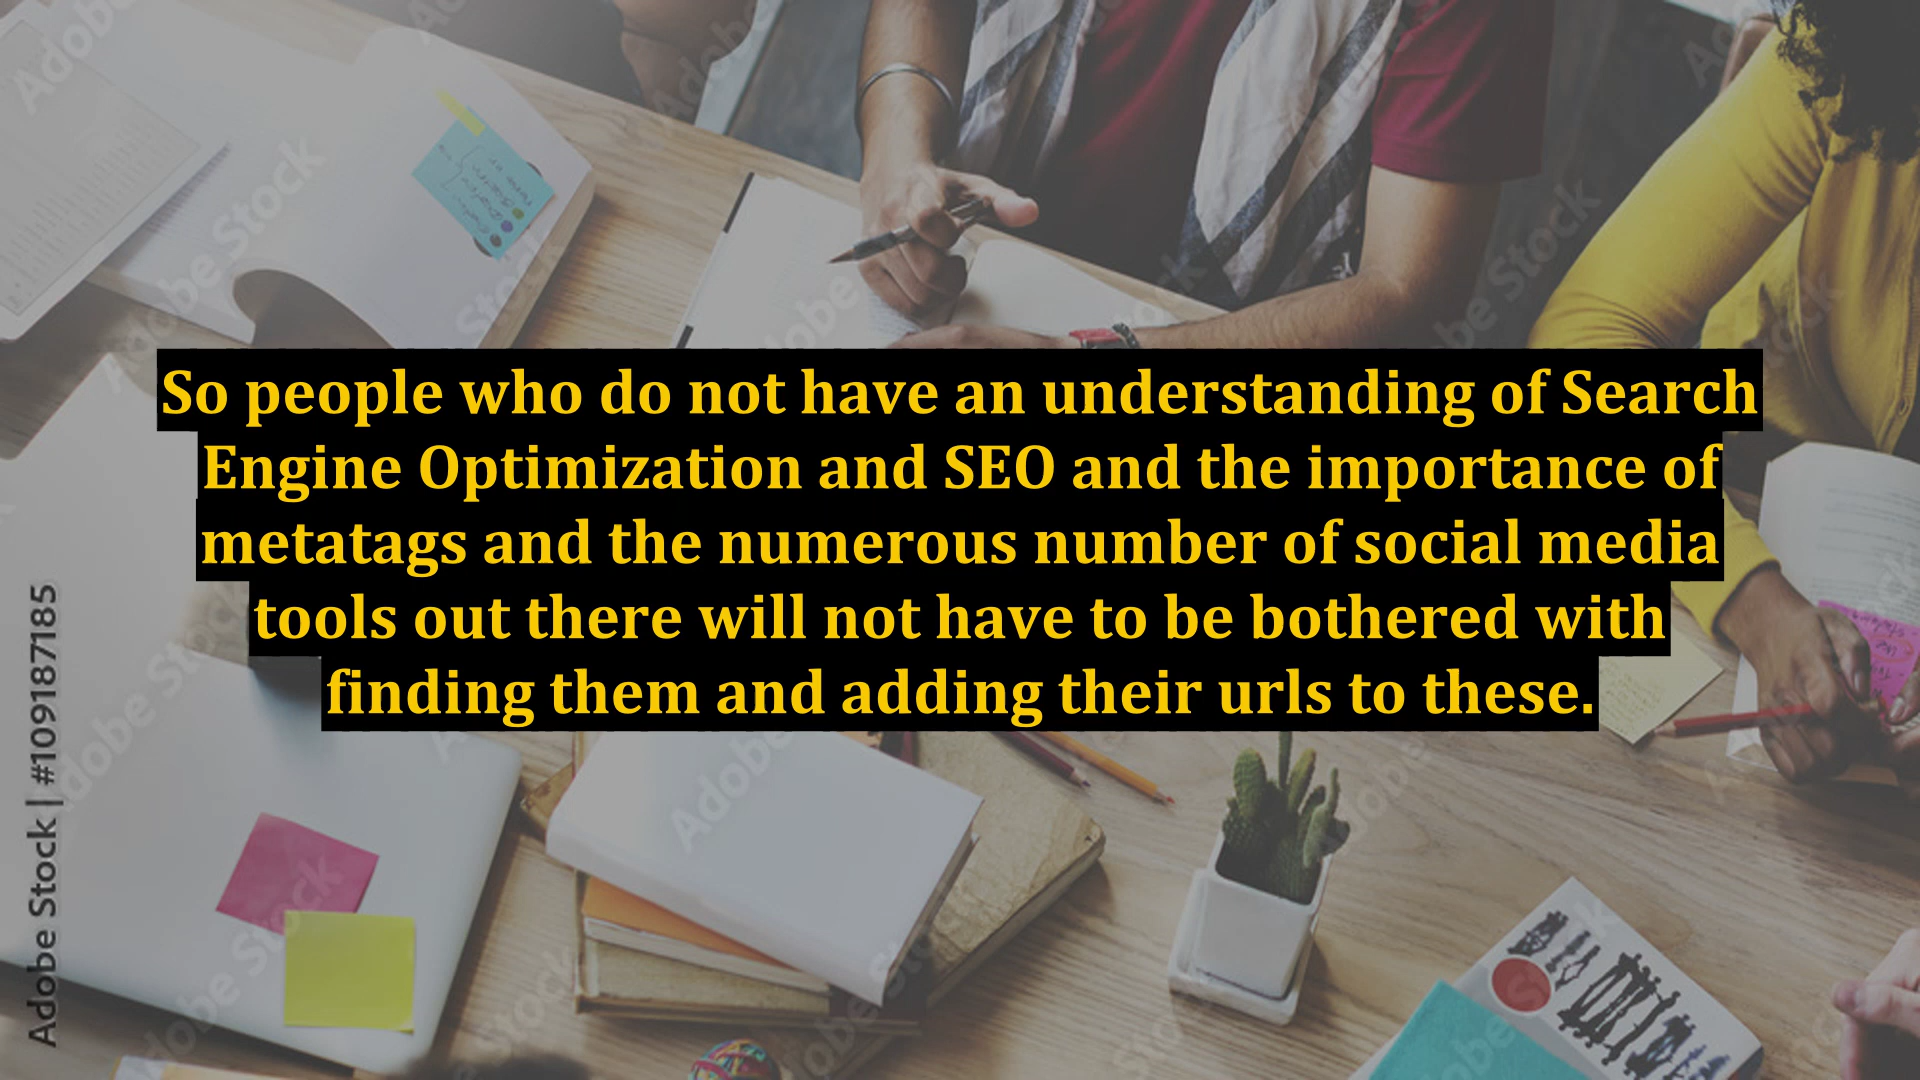 So people who do not have an understanding of Search
Engine Optimization and SEO and the importance of
metatags and the numerous number of social media
tools out there will not have to be bothered with
finding them and adding their urls to these.
Adobe Stock | #109187185
Adobe Stock